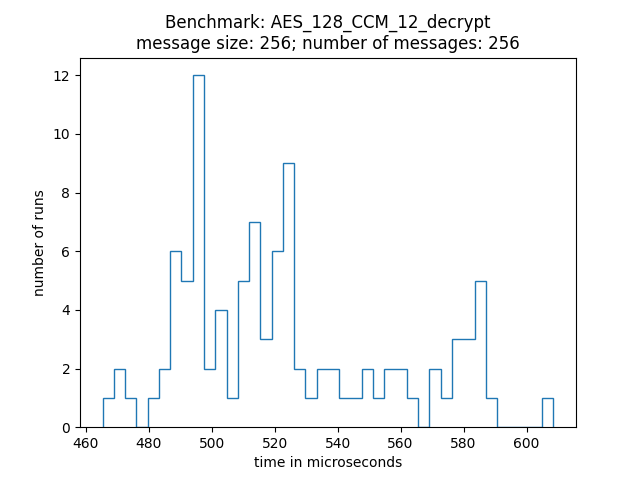 Benchmark: AES_128_CCM_12_decrypt
message size: 256; number of messages: 256
12
10
8
6
4
2
0
number of runs
460 480 500 520 540 560 580 600
time in microseconds